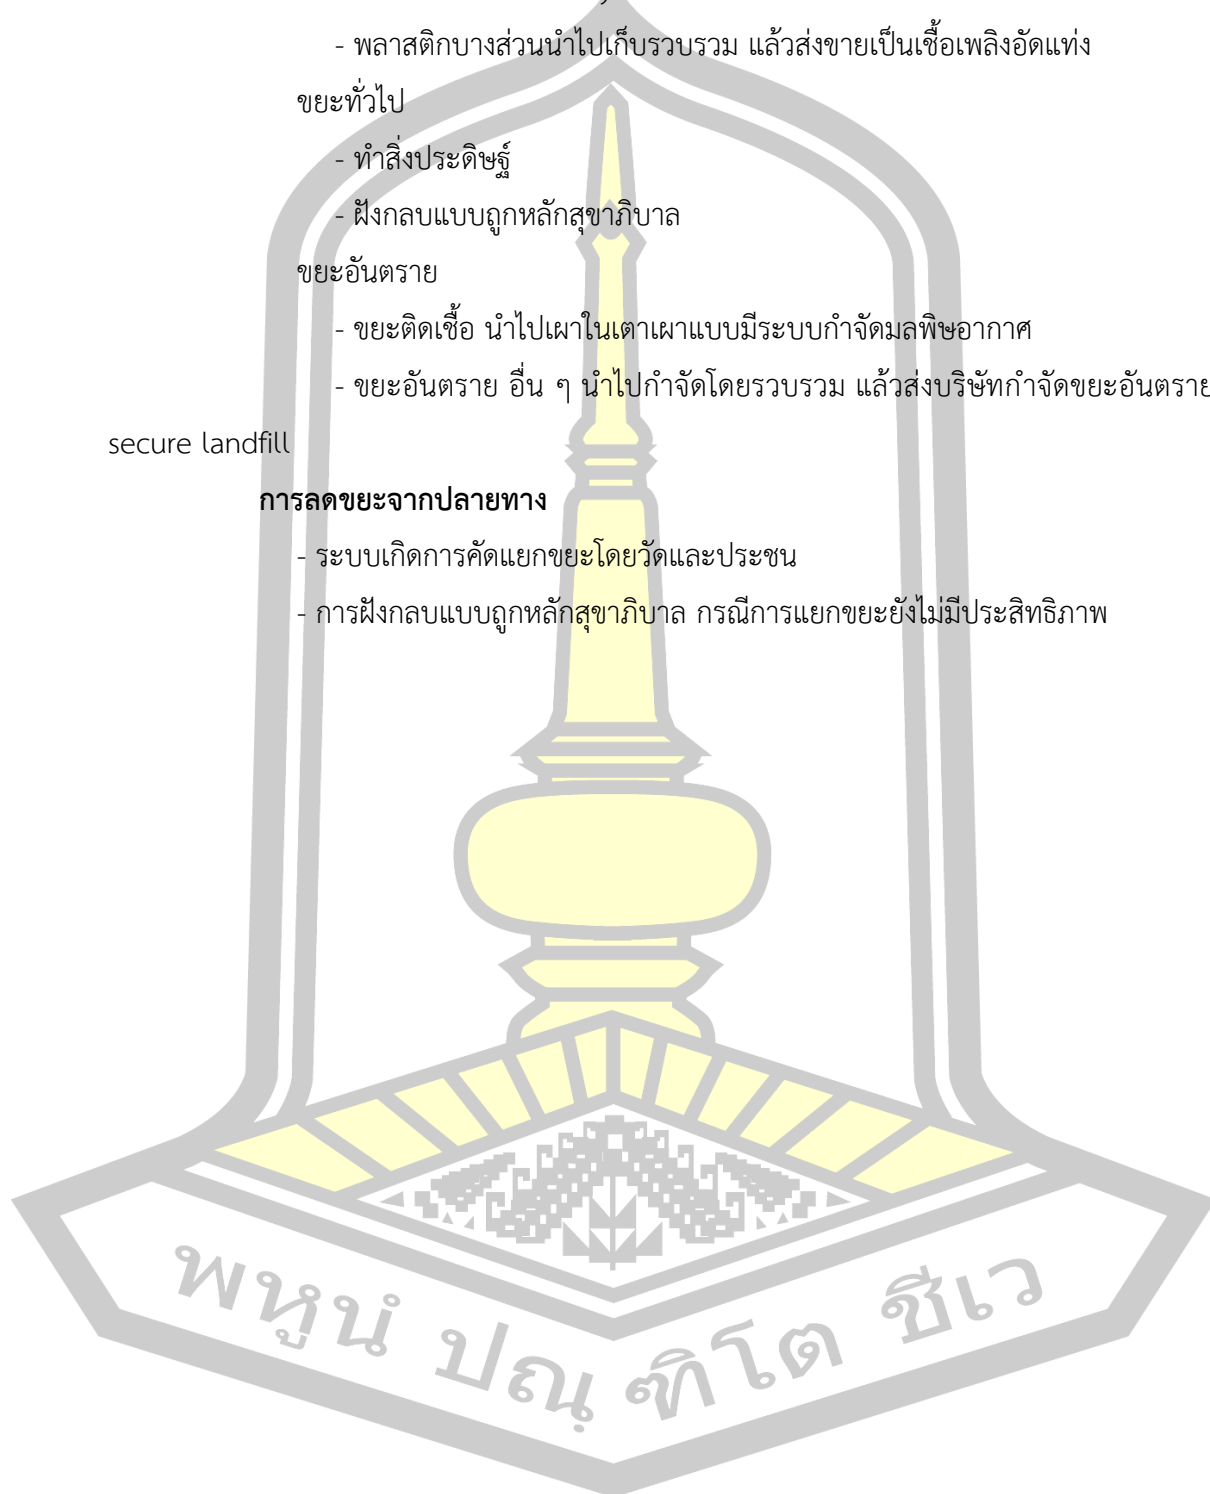 - พลาสติกบางส่วนนำไปเก็บรวบรวม แล้วส่งขายเป็นเชื้อเพลิงอัดแท่ง
ขยะทั่วไป
- ทำสิ่งประดิษฐ์
- ฝังกลบแบบถูกหลักสุขาภิบาล
ขยะอันตราย
- ขยะติดเชื้อ นำไปเผาในเตาเผาแบบมีระบบกำจัดมลพิษอากาศ
- ขยะอันตราย อื่น ๆ นำไปกำจัดโดยรวบรวม แล้วส่งบริษัทกำจัดขยะอันตราย
secure landfill
การลดขยะจากปลายทาง
- ระบบเกิดการคัดแยกขยะโดยวัดและประชน
- การฝังกลบแบบถูกหลักสุขาภิบาล กรณีการแยกขยะยังไม่มีประสิทธิภาพ
พหูนํ ปณฺฑิโต ชีเว